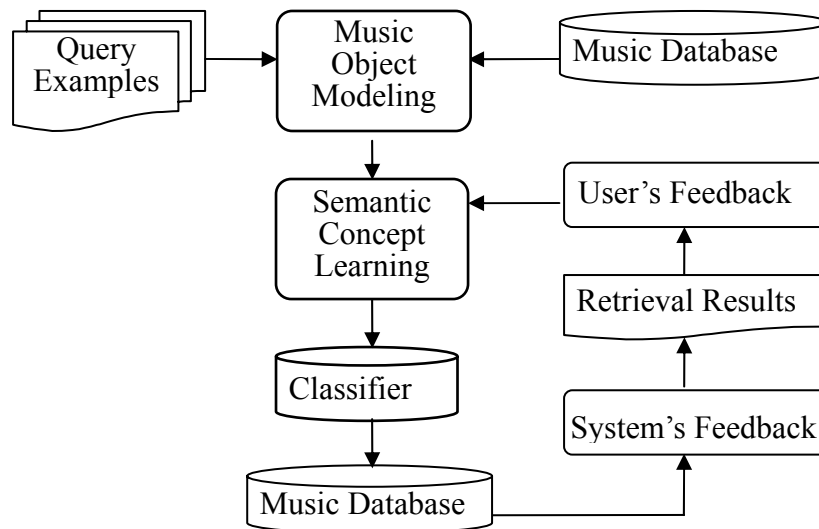 Query
Examples
Music
Object
Modeling
Music Database
Semantic
Concept
Learning
User’s Feedback
Retrieval Results
Classifier
System’s Feedback
Music Database